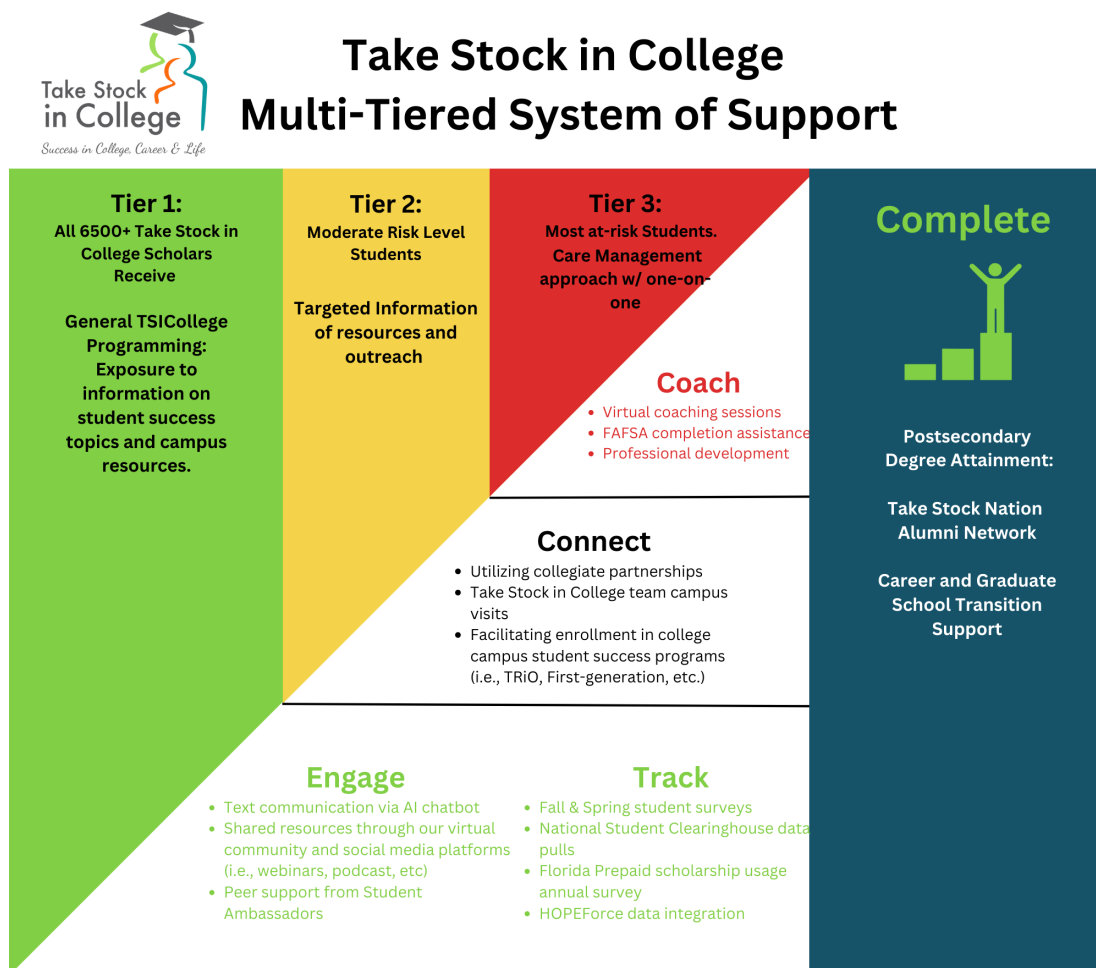 Take Stock
in College
Success in College, Career & Life
Take Stock in College
Multi-Tiered System of Support
Tier 1:
All 6500+ Take Stock in
College Scholars
Receive
General TSICollege
Programming:
Exposure to
information on
student success
topics and campus
resources.
Tier 2:
Moderate Risk Level
Students
Targeted Information
of resources and
outreach
Tier 3:
Most at-risk Students.
Care Management
approach w/ one-on-
one
Coach
• Virtual coaching sessions
• FAFSA completion assistance
• Professional development
Connect
• Utilizing collegiate partnerships
• Take Stock in College team campus
visits
• Facilitating enrollment in college
campus student success programs
(i.e., TRiO, First-generation, etc.)
Engage
• Text communication via AI chatbot
• Shared resources through our virtual
community and social media platforms
(i.e., webinars, podcast, etc)
• Peer support from Student
Ambassadors
Track
• Fall & Spring student surveys
• National Student Clearinghouse data
pulls
• Florida Prepaid scholarship usage
annual survey
• HOPEForce data integration
Complete
Postsecondary
Degree Attainment:
Take Stock Nation
Alumni Network
Career and Graduate
School Transition
Support